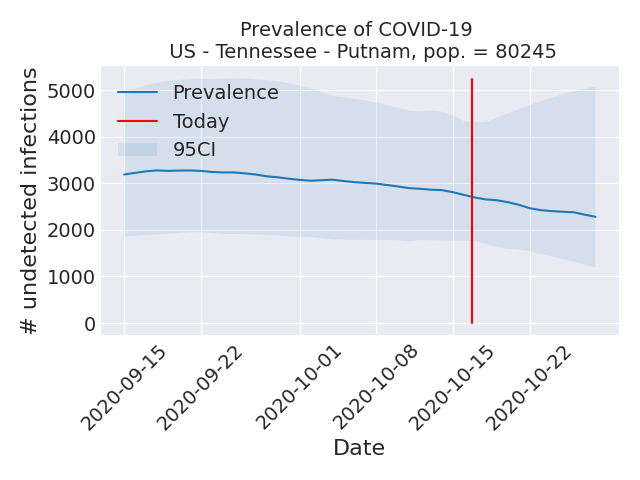 Prevalence of COVID-19
US - Tennessee - Putnam, pop. = 80245
# undetected infections
5000
4000
3000
2000
1000
0
Prevalence
Today
95CI
2020-09-15
2020-09-22
2020-10-01
2020-10-08
2020-10-15
2020-10-22
Date